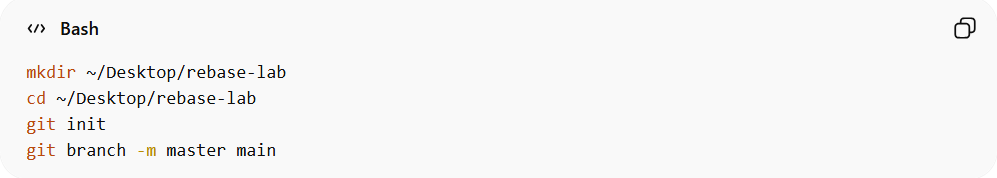 Bash
mkdir ~/Desktop/rebase-lab
cd ~/Desktop/rebase-lab
git init
git branch -m master main